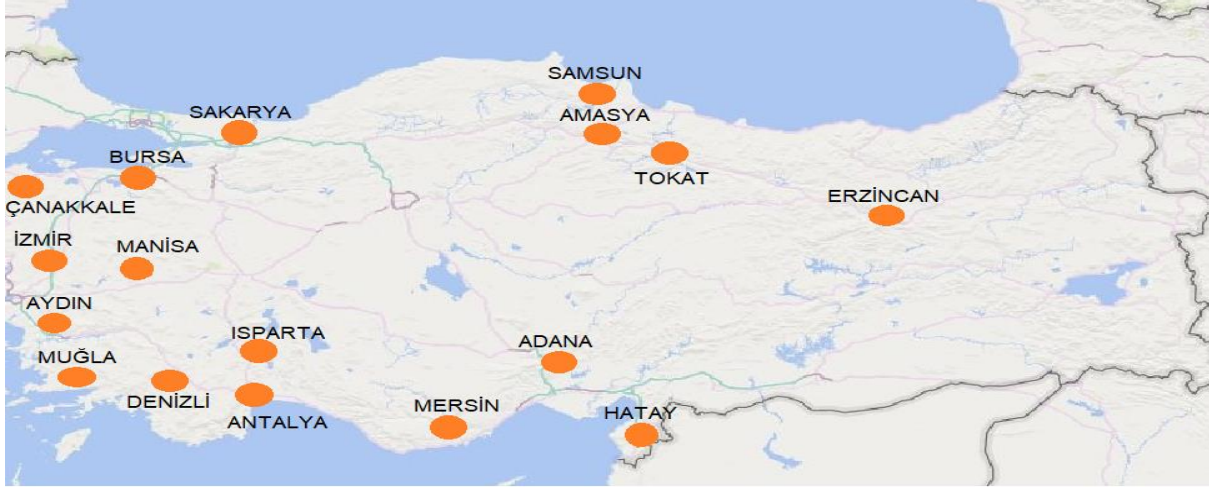 SAMSUN
SAKARYA
AMASYA
BURSA
TOKAT
ERZİNCAN
ÇANAKKALE
İZMİR
MANİSA
AYDIN
ISPARTA
ADANA
MUĞLA
DENİZLİ
MERSİN
HATAY
ANTALYA